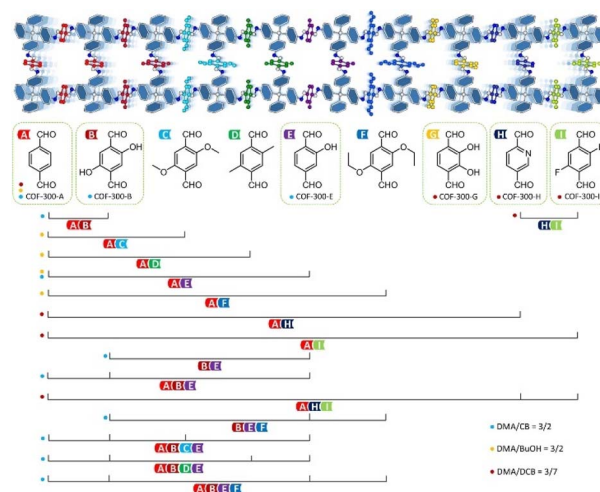 A B C D E F G H I
CHO CHO CHO CHO CHO CHO CHO CHO CHO
OH OCH
HO O OH O OH N F
O O OH F
CHO CHO CHO CHO CHO CHO CHO CHO CHO
COF-300-A COF-300-B COF-300-E COF-300-G COF-300-H COF-300-I
A B H I
A C
A D
A E
A F
A H
A I
B E
A B E
A H I
B E F
DMA/CB = 3/2
A B C E
DMA/BuOH = 3/2
A B D E
DMA/DCB = 3/7
A B E F